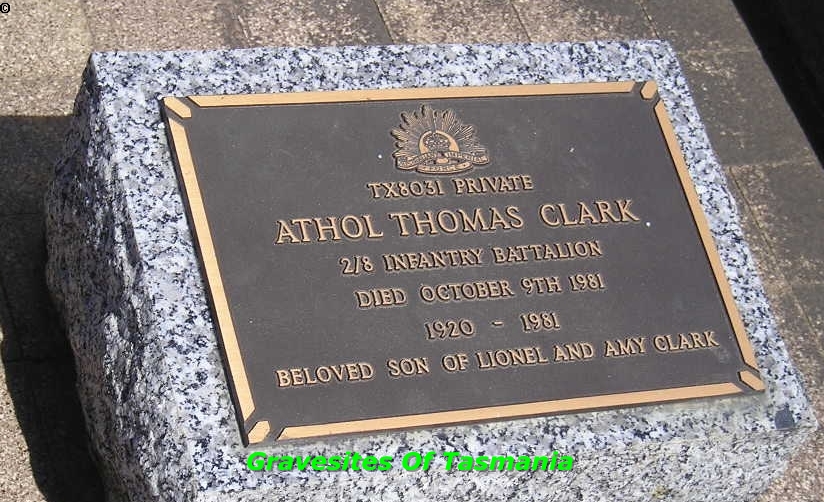 ©
TX8031 PRIVATE
ATHOL THOMAS CLARK
2/8 INFANTRY BATTALION
DIED OCTOBER 9TH 1981
1920 - 1981
BELOVED SON OF LIONEL AND AMY CLARK
Gravesites Of Tasmania